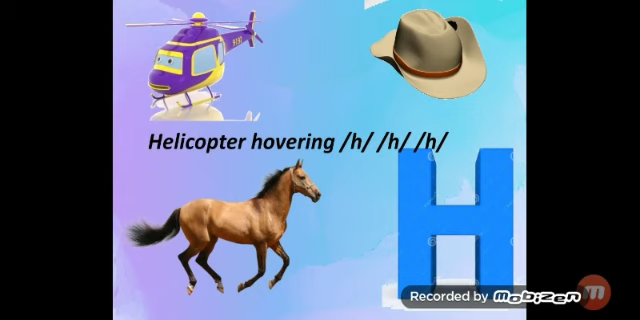 Helicopter hovering /h/ /h/ /h/
H
Recorded by MOBIZEN